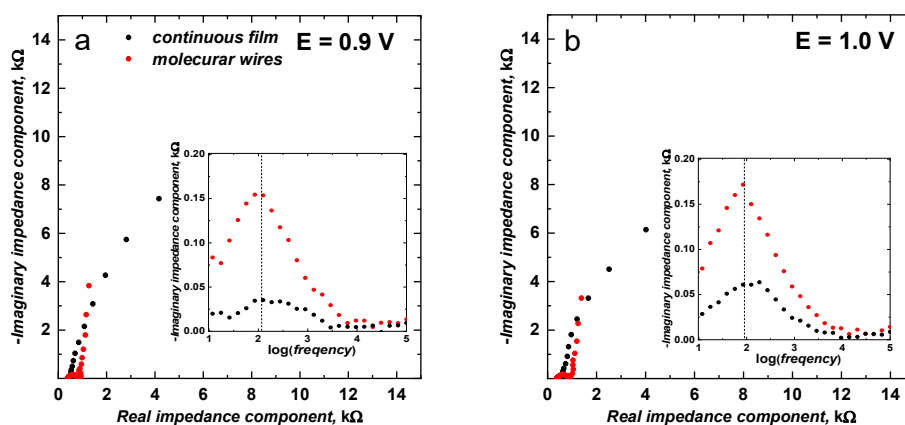 a
continuous film
E = 0.9 V
molecurar wires
-Imaginary impedance component, kΩ
14
12
10
8
6
4
2
0 2 4 6 8 10 12 14
Real impedance component, kΩ
-Imaginary impedance component, kΩ
0.20
0.15
0.10
0.05
0.00
1 2 3 4 5
log(freqency)
b
E = 1.0 V
-Imaginary impedance component, kΩ
14
12
10
8
6
4
2
0 2 4 6 8 10 12 14
Real impedance component, kΩ
-Imaginary impedance component, kΩ
0.20
0.15
0.10
0.05
0.00
1 2 3 4 5
log(freqency)